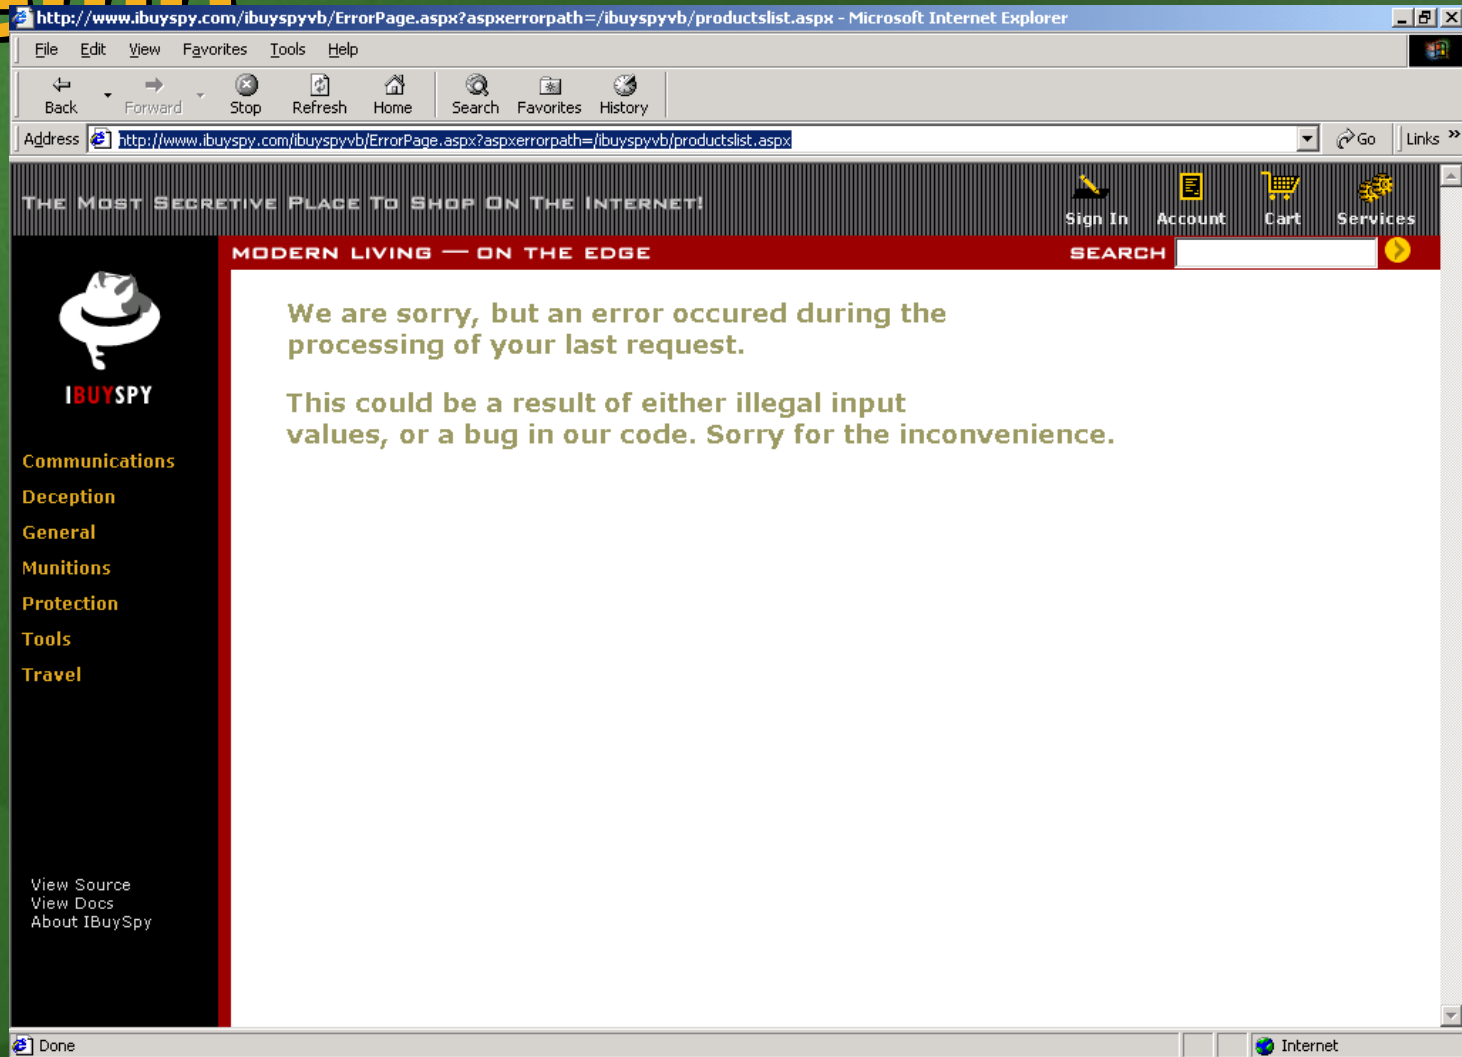 http://www.ibuyspy.com/ibuyspyvb/ErrorPage.aspx?aspxerrorpath=/ibuyspyvb/productslist.aspx - Microsoft Internet Explorer
File Edit View Favorites Tools Help
Back Forward Stop Refresh Home Search Favorites History
Address http://www.ibuyspy.com/ibuyspyvb/ErrorPage.aspx?aspxerrorpath=/ibuyspyvb/productslist.aspx Go Links »
THE MOST SECRETIVE PLACE TO SHOP ON THE INTERNET!
Sign In Account Cart Services
MODERN LIVING — ON THE EDGE SEARCH
IBUYSPY
We are sorry, but an error occured during the
processing of your last request.
This could be a result of either illegal input
values, or a bug in our code. Sorry for the inconvenience.
Communications
Deception
General
Munitions
Protection
Tools
Travel
View Source
View Docs
About IBuySpy
Done Internet